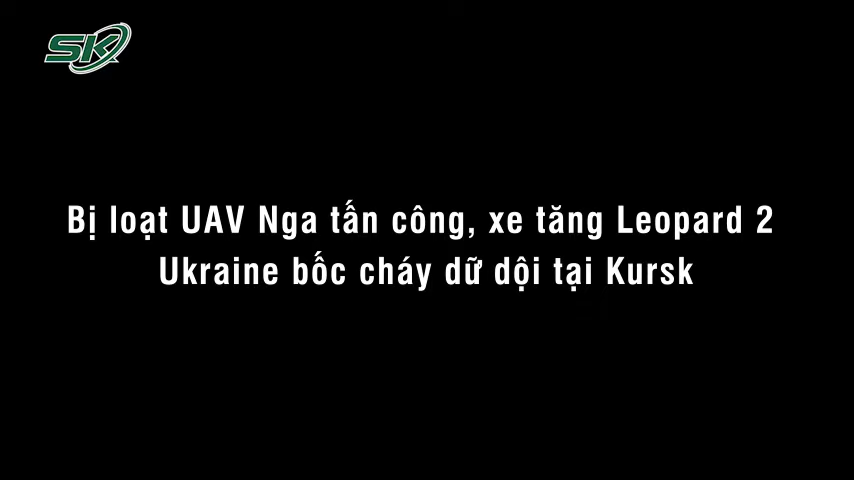 SK
Bị loạt UAV Nga tấn công, xe tăng Leopard 2
Ukraine bốc cháy dữ dội tại Kursk